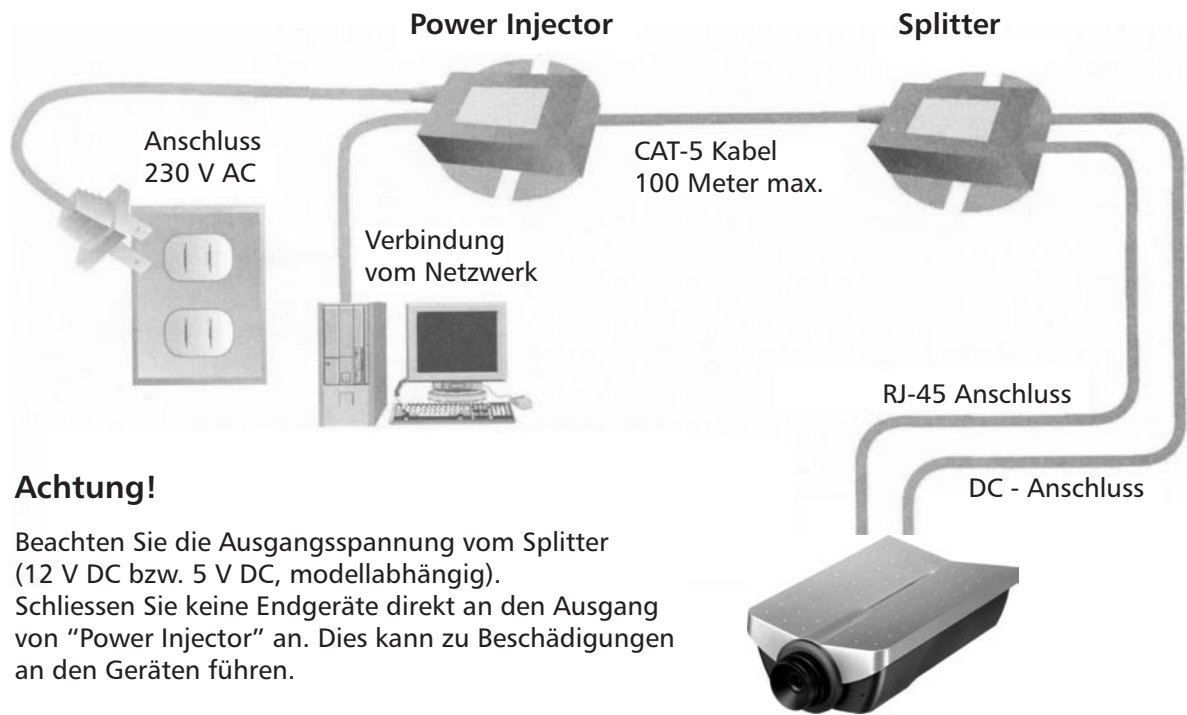 Power Injector
Splitter
Anschluss
230 V AC
CAT-5 Kabel
100 Meter max.
Verbindung
vom Netzwerk
RJ-45 Anschluss
DC - Anschluss
Achtung!
Beachten Sie die Ausgangsspannung vom Splitter
(12 V DC bzw. 5 V DC, modellabhängig).
Schliessen Sie keine Endgeräte direkt an den Ausgang
von “Power Injector” an. Dies kann zu Beschädigungen
an den Geräten führen.